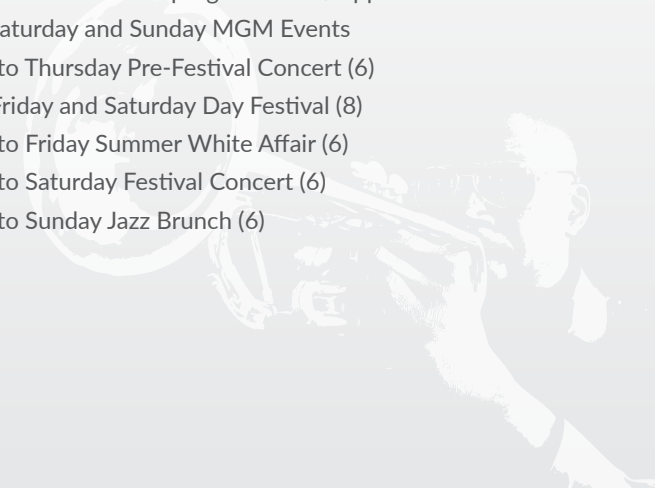 aturday and Sunday MGM Events
to Thursday Pre-Festival Concert (6)
Friday and Saturday Day Festival (8)
to Friday Summer White Affair (6)
to Saturday Festival Concert (6)
to Sunday Jazz Brunch (6)